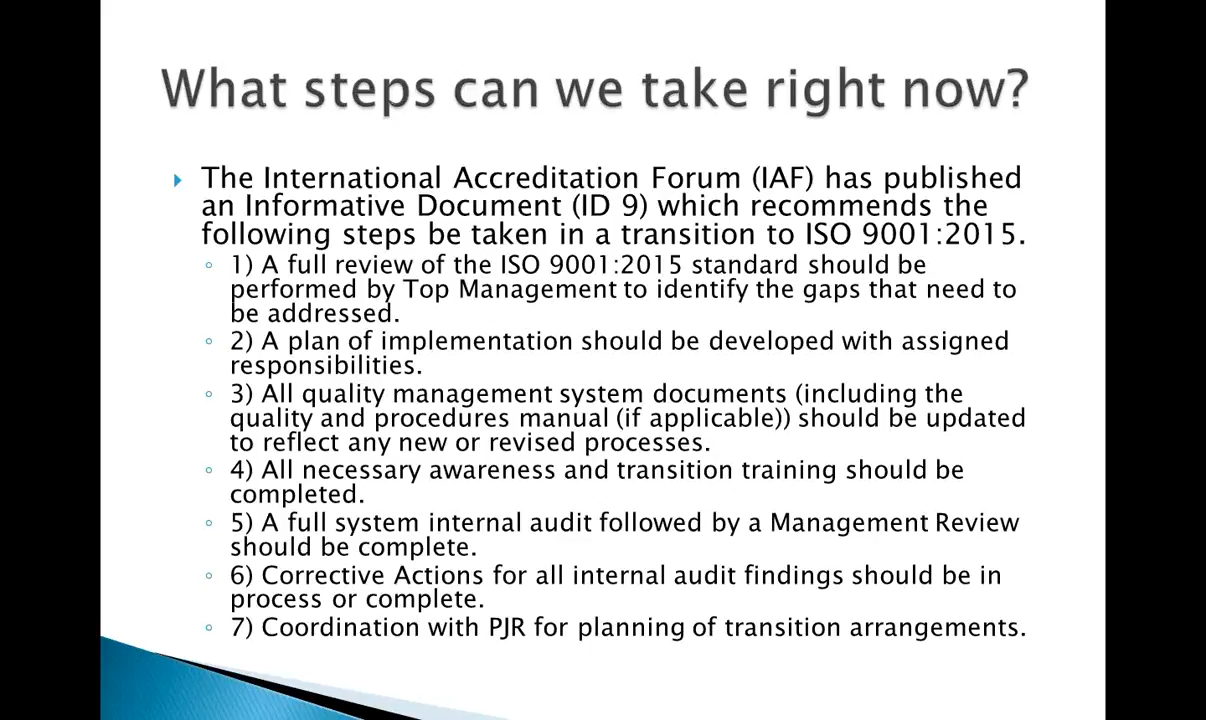 What steps can we take right now?
The International Accreditation Forum (IAF) has published
an Informative Document (ID 9) which recommends the
following steps be taken in a transition to ISO 9001:2015.
1) A full review of the ISO 9001:2015 standard should be
performed by Top Management to identify the gaps that need to
be addressed.
2) A plan of implementation should be developed with assigned
responsibilities.
3) All quality management system documents (including the
quality and procedures manual (if applicable)) should be updated
to reflect any new or revised processes.
4) All necessary awareness and transition training should be
completed.
5) A full system internal audit followed by a Management Review
should be complete.
6) Corrective Actions for all internal audit findings should be in
process or complete.
7) Coordination with PJR for planning of transition arrangements.